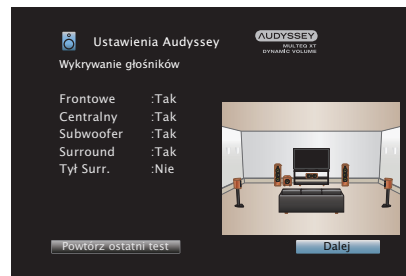 Ustawienia Audyssey
AUDYSSEY
MULTEQ XT
DYNAMIC VOLUME
Wykrywanie głośników
Frontowe :Tak
Centralny :Tak
Subwoofer :Tak
Surround :Tak
Tył Surr. :Nie
Powtórz ostatni test
Dalej